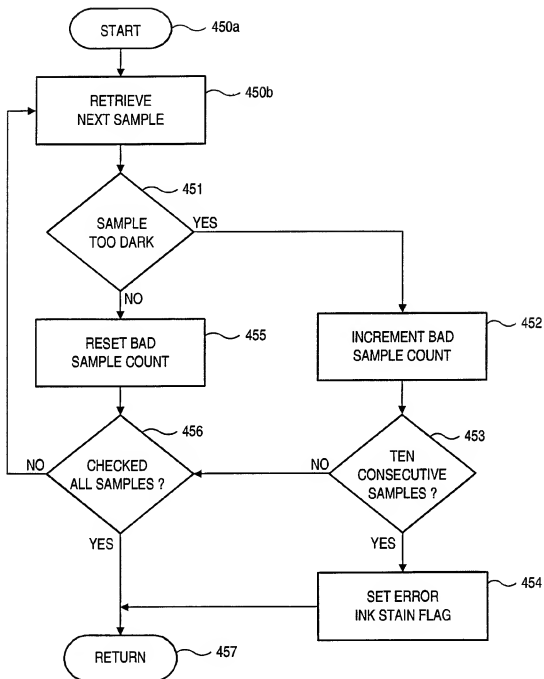 START
450a
RETRIEVE
NEXT SAMPLE
450b
451
SAMPLE
TOO DARK
YES
NO
RESET BAD
SAMPLE COUNT
455
INCREMENT BAD
SAMPLE COUNT
452
456
CHECKED
ALL SAMPLES ?
NO
YES
453
TEN
CONSECUTIVE
SAMPLES ?
NO
YES
SET ERROR
INK STAIN FLAG
454
RETURN
457